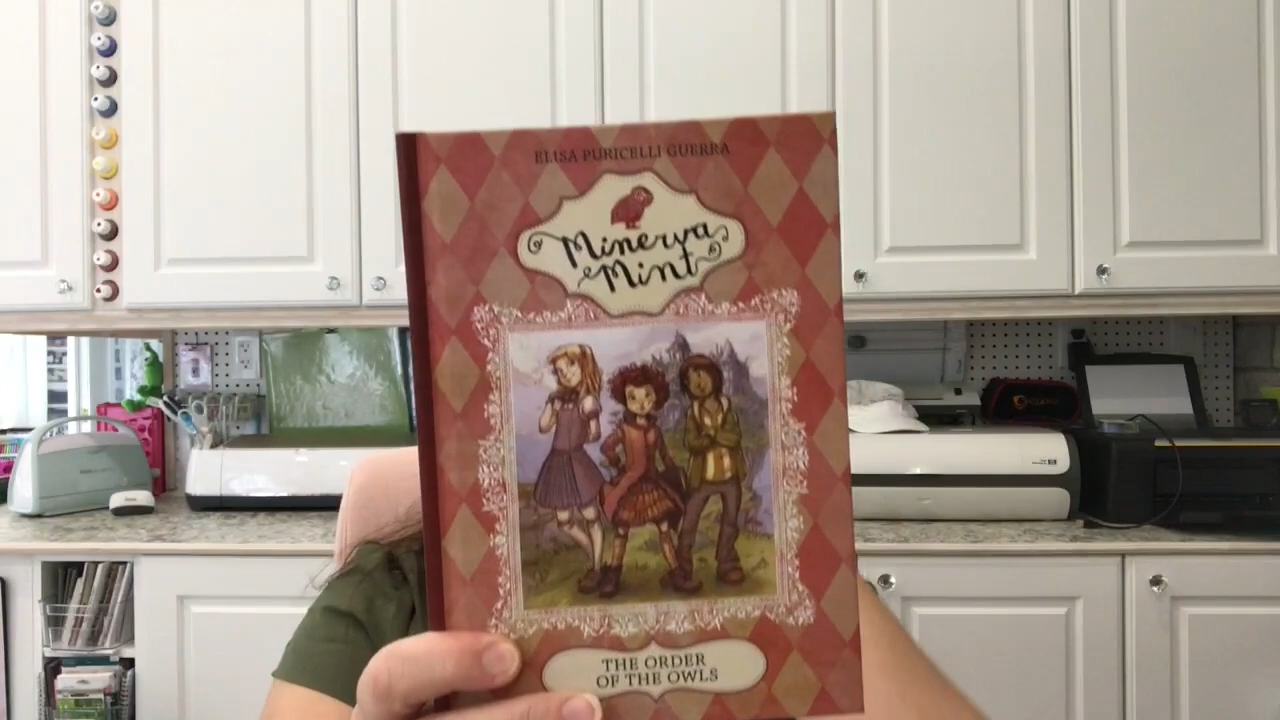 ELISA PURICELLI GUERRA
Minerva
Mint
THE ORDER
OF THE OWLS